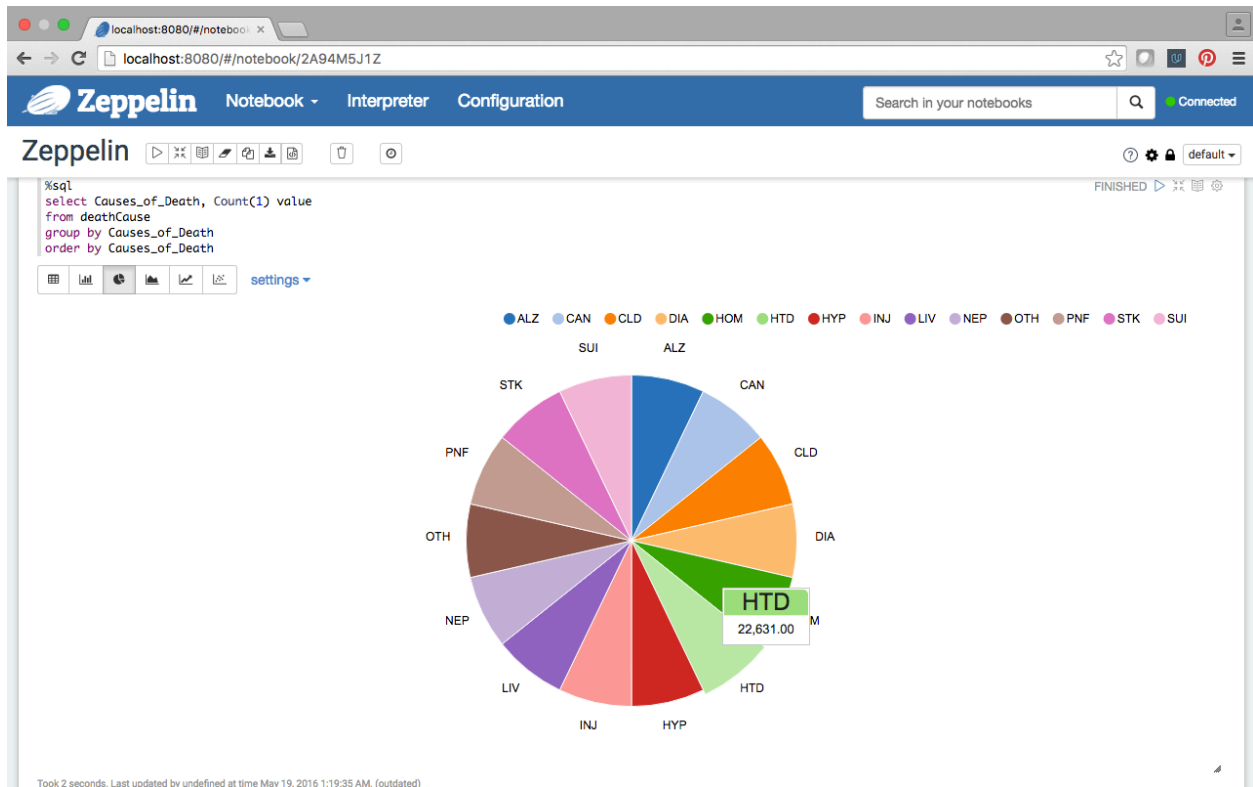 localhost:8080/#/notebook
localhost:8080/#/notebook/2A94M5J1Z
Zeppelin Notebook Interpreter Configuration Search in your notebooks Connected
Zeppelin default
%sql FINISHED
select Causes_of_Death, Count(1) value
from deathCause
group by Causes_of_Death
order by Causes_of_Death
settings
ALZ CAN CLD DIA HOM HTD HYP INJ LIV NEP OTH PNF STK SUI
SUI ALZ
STK CAN
PNF CLD
OTH DIA
HTD
22,631.00
NEP M
LIV HTD
INJ HYP
Took 2 seconds. Last updated by undefined at time May 19, 2016 1:19:35 AM. (outdated)